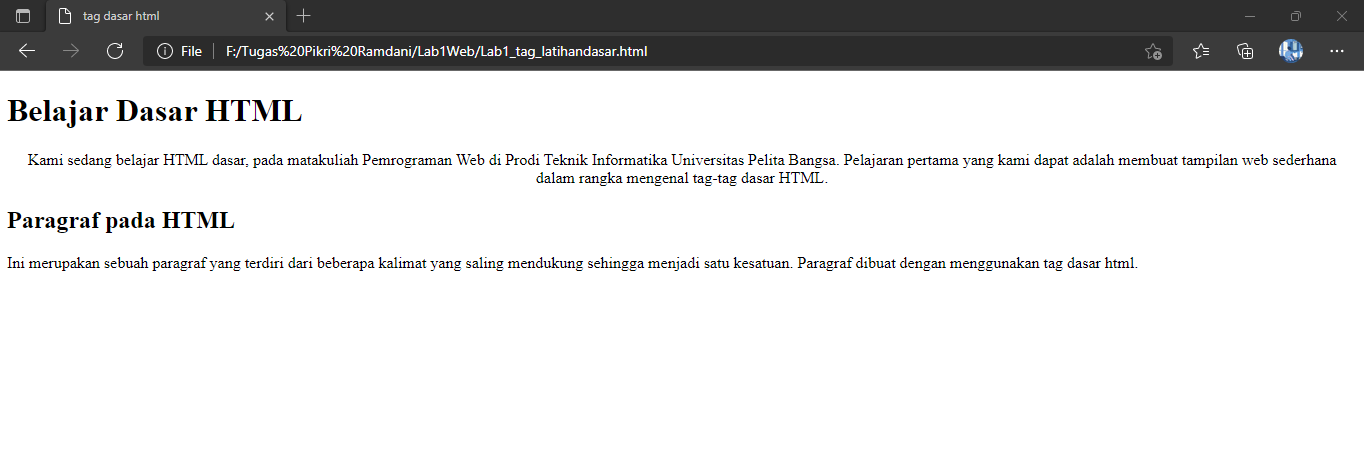 tag dasar html
File
F:/Tugas%20Pikri%20Ramdani/Lab1Web/Lab1_tag_latihandasar.html
Belajar Dasar HTML
Kami sedang belajar HTML dasar, pada matakuliah Pemrograman Web di Prodi Teknik Informatika Universitas Pelita Bangsa. Pelajaran pertama yang kami dapat adalah membuat tampilan web sederhana
dalam rangka mengenal tag-tag dasar HTML.
Paragraf pada HTML
Ini merupakan sebuah paragraf yang terdiri dari beberapa kalimat yang saling mendukung sehingga menjadi satu kesatuan. Paragraf dibuat dengan menggunakan tag dasar html.